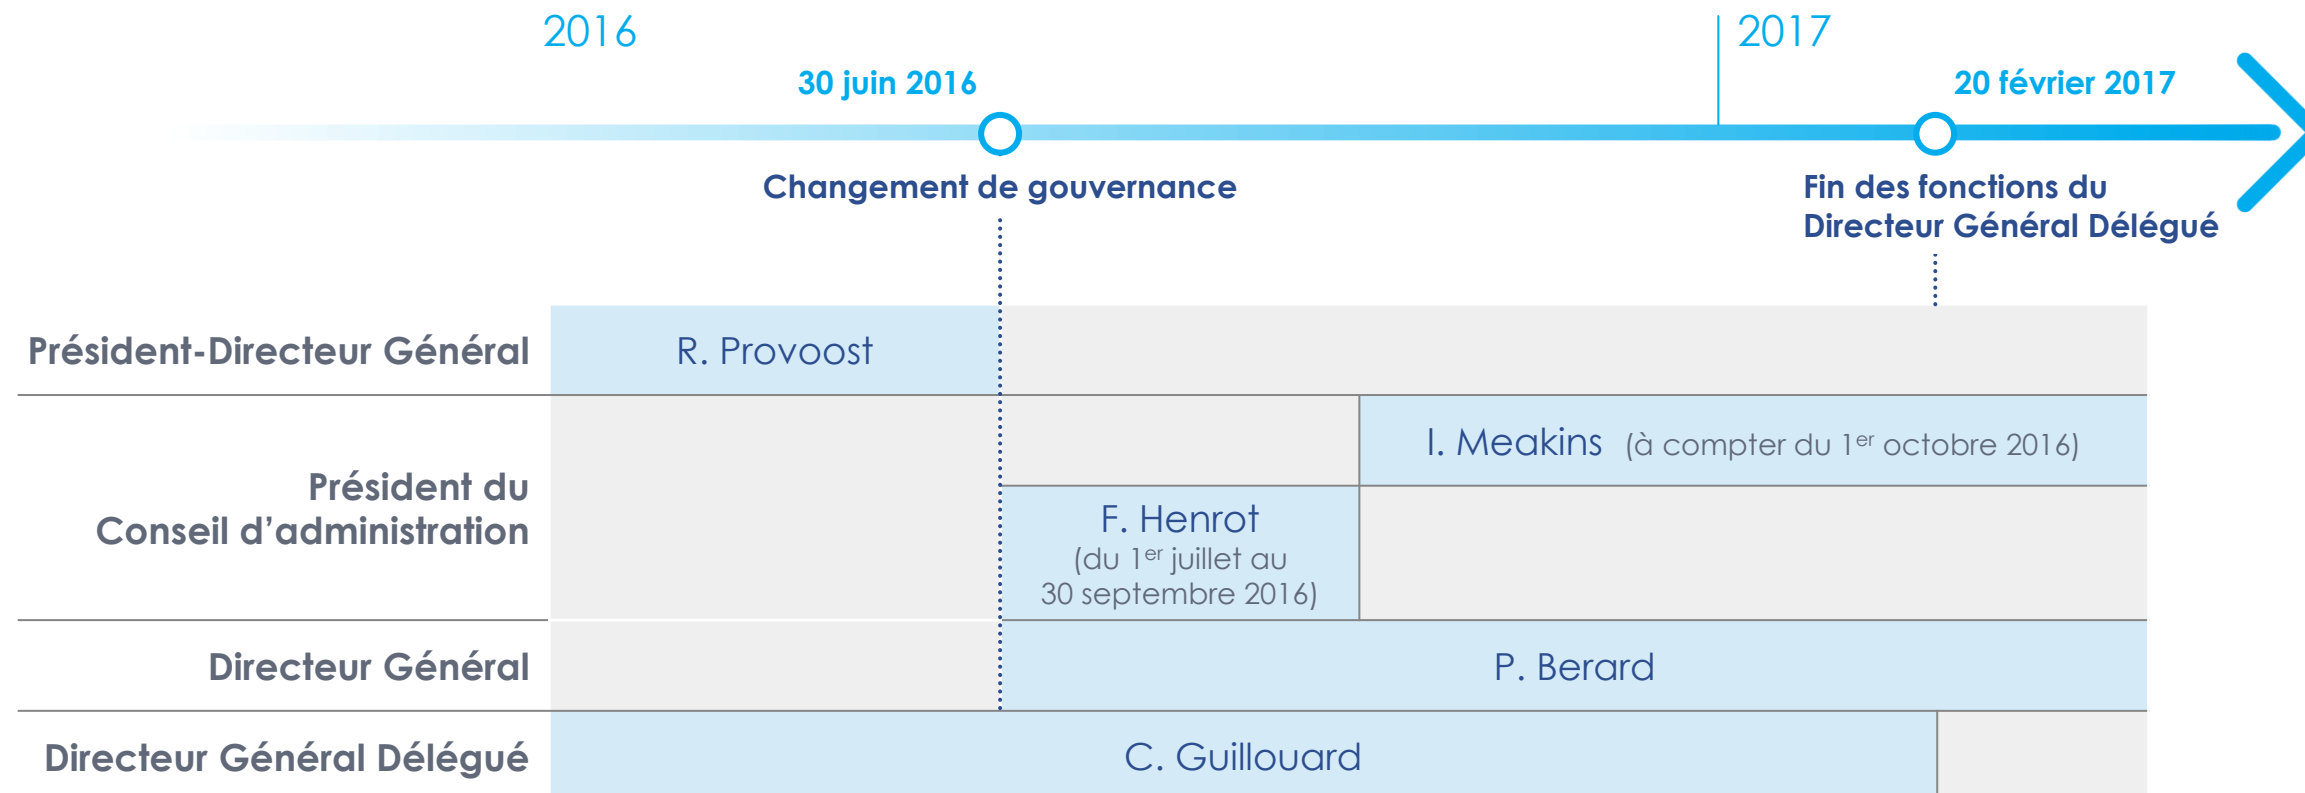 2016
2017
30 juin 2016
20 février 2017
Changement de gouvernance
Fin des fonctions du
Directeur Général Délégué
Président-Directeur Général
R. Provoost
Président du
Conseil d’administration
I. Meakins (à compter du 1er octobre 2016)
F. Henrot
(du 1er juillet au
30 septembre 2016)
Directeur Général
P. Berard
Directeur Général Délégué
C. Guillouard